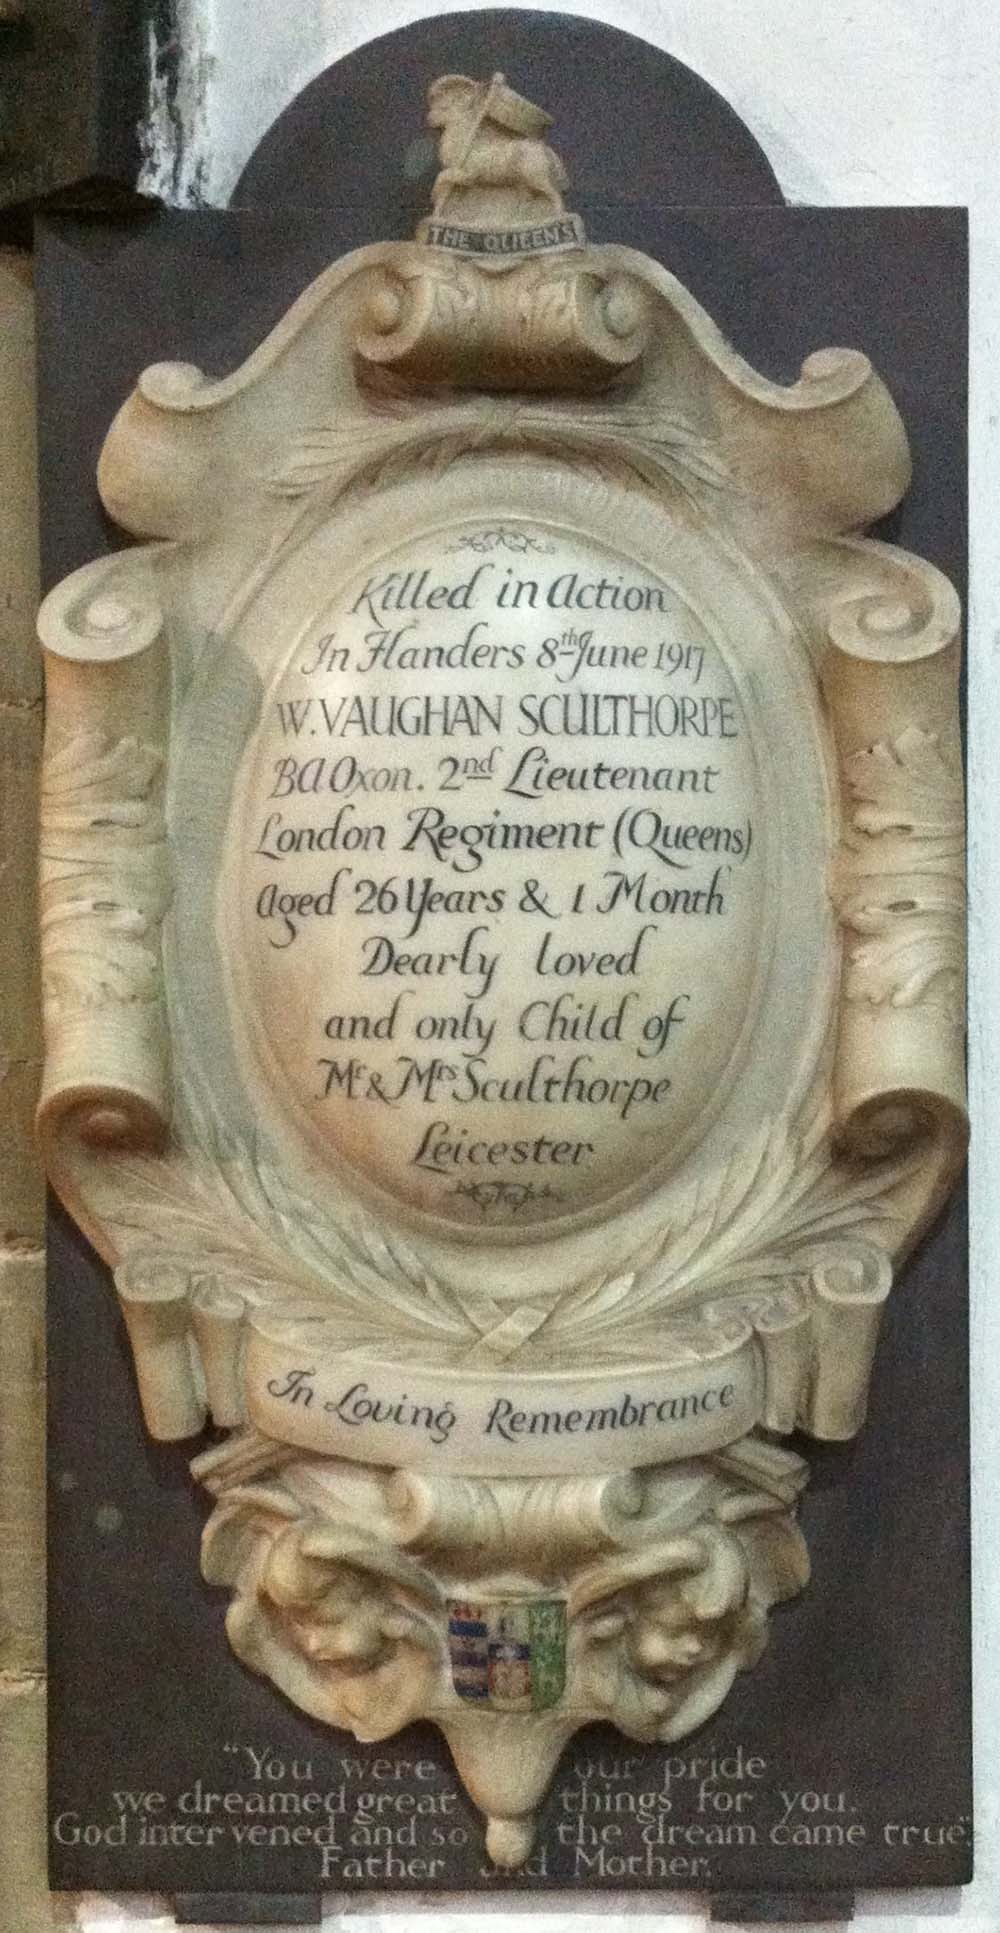 THE QUEEN'S
Killed in Action
In Flanders 8th June 1917
W. VAUGHAN SCULTHORPE
BA Oxon. 2nd Lieutenant
London Regiment (Queens)
Aged 26 Years & 1 Month
Dearly loved
and only Child of
Mr & Mrs Sculthorpe
Leicester
In Loving Remembrance
"You were our pride
we dreamed great things for you.
God intervened and so the dream came true".
Father and Mother.